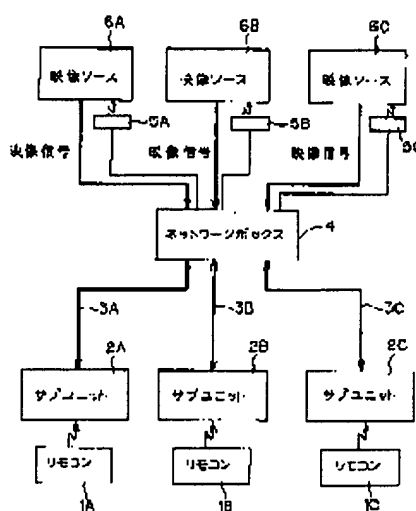 6A 6B 6C
映像ソース 映像ソース 映像ソース
5A 5B 5C
映像信号 映像信号 映像信号
ネットワークボックス 4
3A 3B 3C
2A 2B 2C
サブユニット サブユニット サブユニット
リモコン リモコン リモコン
1A 1B 1C